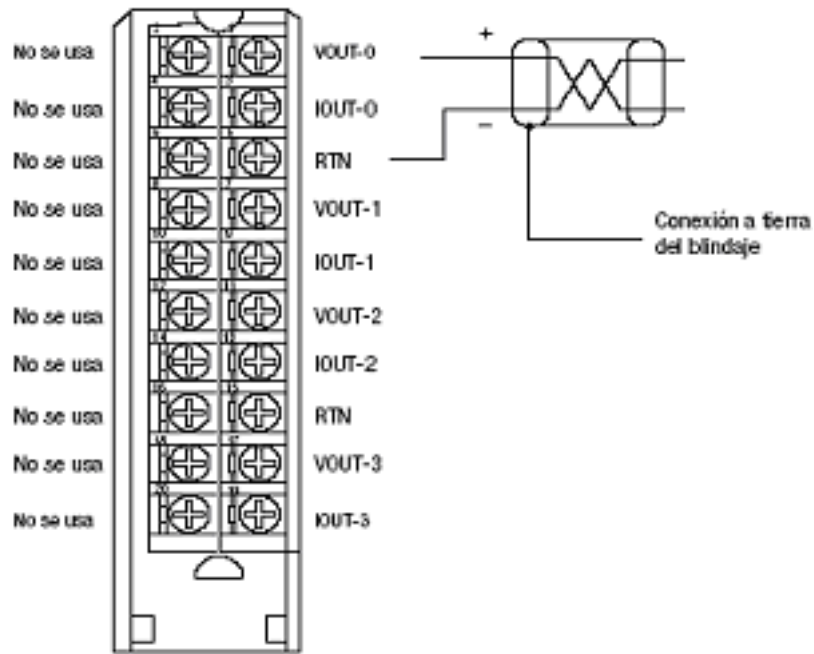 No se usa VOUT-0 +
No se usa IOUT-0
No se usa RTN –
No se usa VOUT-1
No se usa IOUT-1
No se usa VOUT-2
No se usa IOUT-2
No se usa RTN
No se usa VOUT-3
No se usa IOUT-3
Conexión a tierra
del blindaje